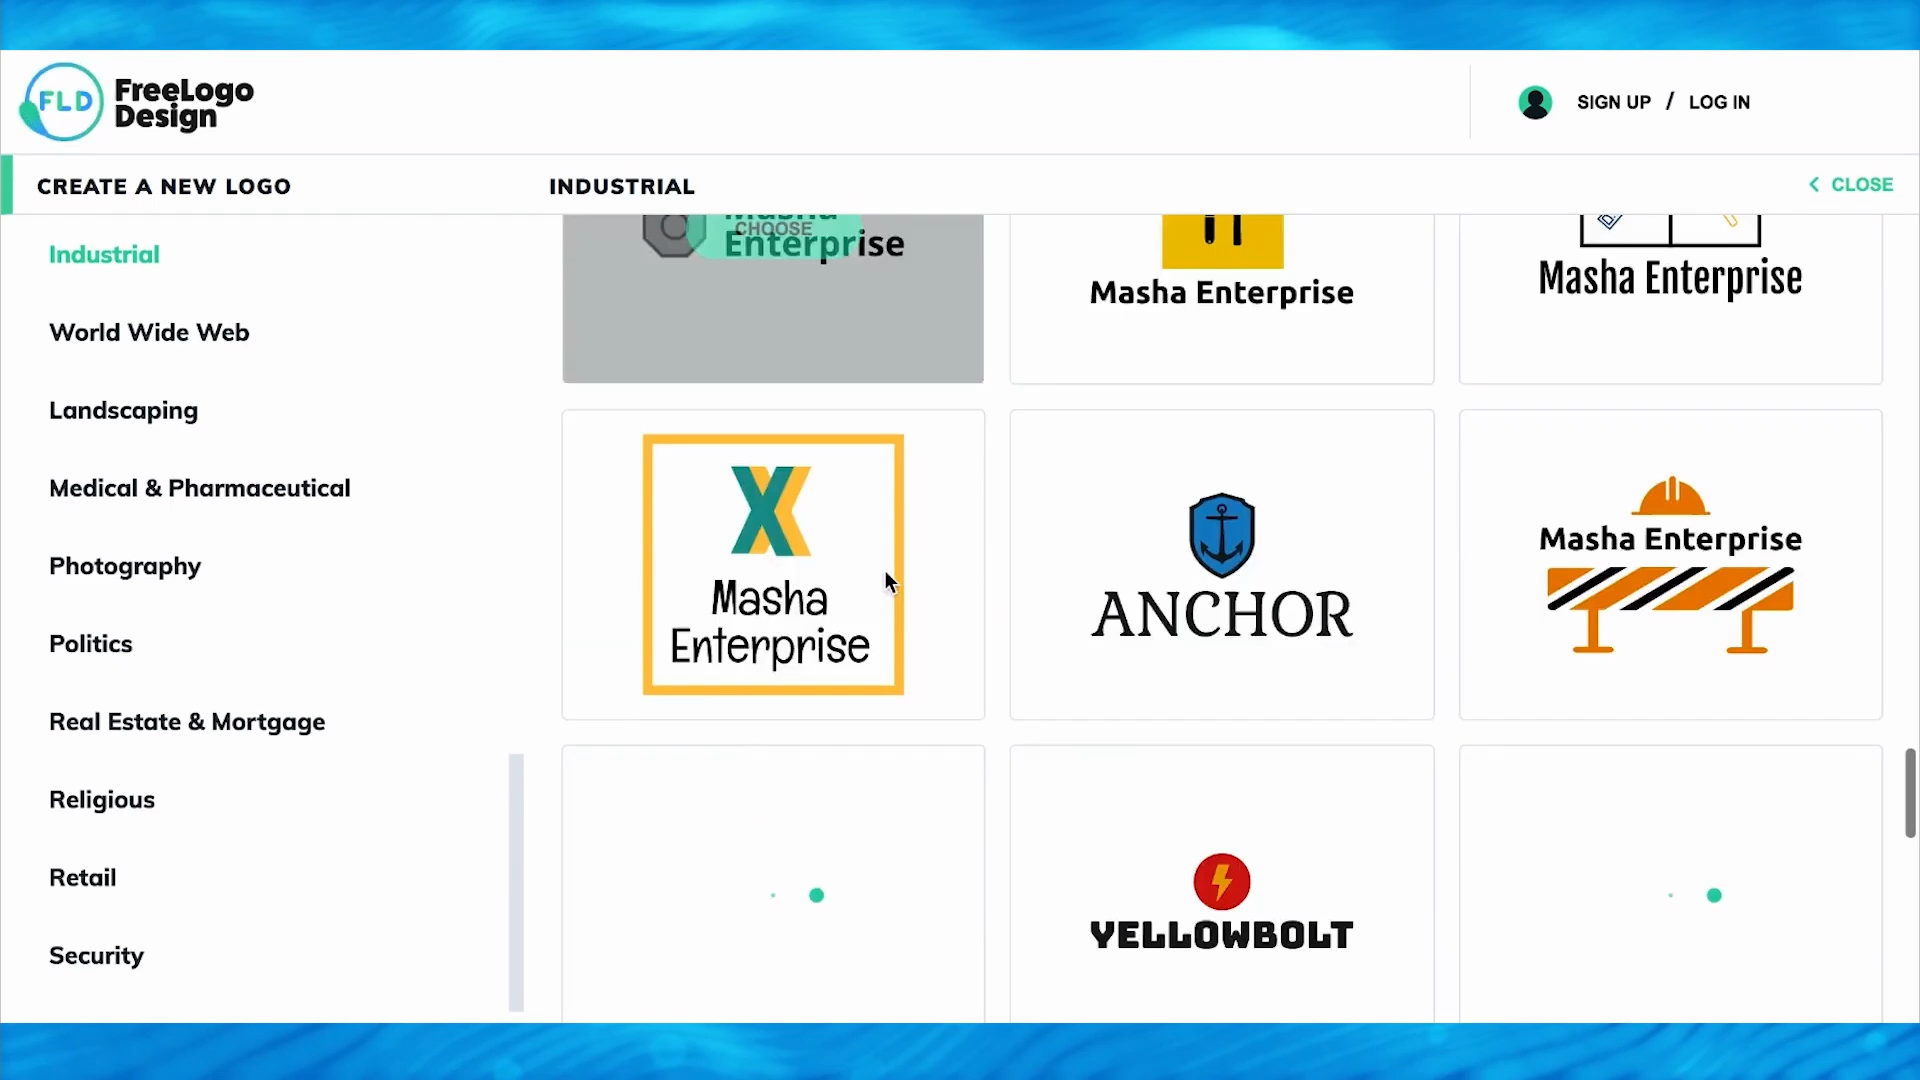 FLD
FreeLogo
Design
SIGN UP / LOG IN
CREATE A NEW LOGO
INDUSTRIAL
CLOSE
Industrial
World Wide Web
Landscaping
Medical & Pharmaceutical
Photography
Politics
Real Estate & Mortgage
Religious
Retail
Security
Masha
CHOOSE
Enterprise
Masha Enterprise
Masha Enterprise
X
Masha
Enterprise
ANCHOR
Masha Enterprise
YELLOWBOLT